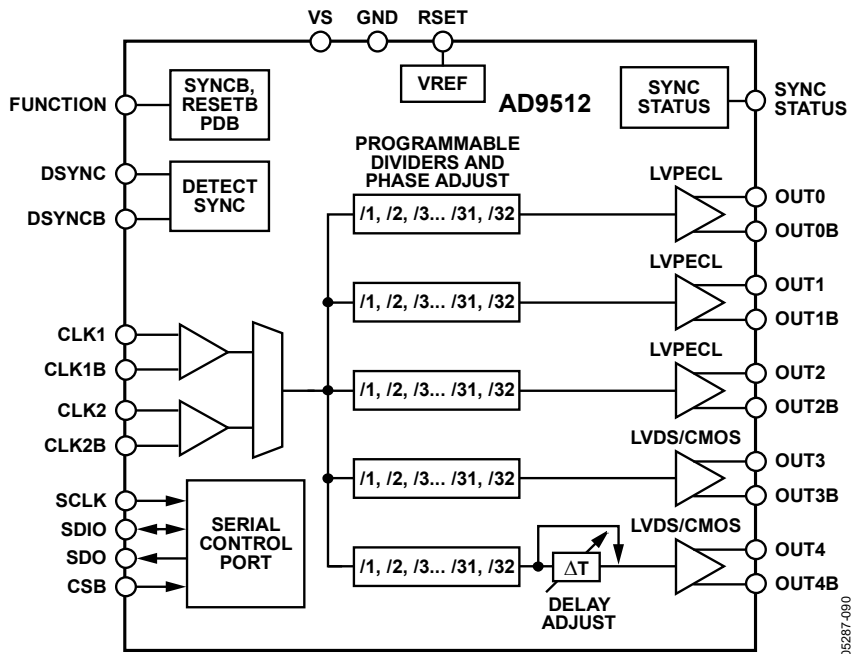 VS GND RSET
VREF
AD9512
SYNCB,
RESETB
PDB
FUNCTION
SYNC
STATUS
SYNC
STATUS
DSYNC
DSYNCB
DETECT
SYNC
PROGRAMMABLE
DIVIDERS AND
PHASE ADJUST
/1, /2, /3... /31, /32
LVPECL
OUT0
OUT0B
/1, /2, /3... /31, /32
LVPECL
OUT1
OUT1B
CLK1
CLK1B
CLK2
CLK2B
/1, /2, /3... /31, /32
LVPECL
OUT2
OUT2B
/1, /2, /3... /31, /32
LVDS/CMOS
OUT3
OUT3B
SCLK
SDIO
SDO
CSB
SERIAL
CONTROL
PORT
/1, /2, /3... /31, /32
ΔT
DELAY
ADJUST
LVDS/CMOS
OUT4
OUT4B
05287-090